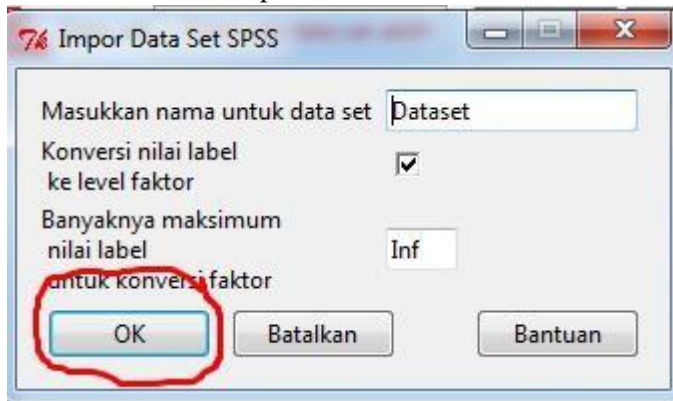 Impor Data Set SPSS
Masukkan nama untuk data set Dataset
Konversi nilai label
ke level faktor
Banyaknya maksimum
nilai label Inf
untuk konversi faktor
OK Batalkan Bantuan